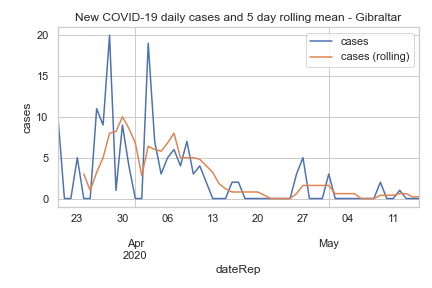 New COVID-19 daily cases and 5 day rolling mean - Gibraltar
cases
cases (rolling)
20
15
10
5
0
cases
23 30 06 13 20 27 04 11
Apr May
2020
dateRep